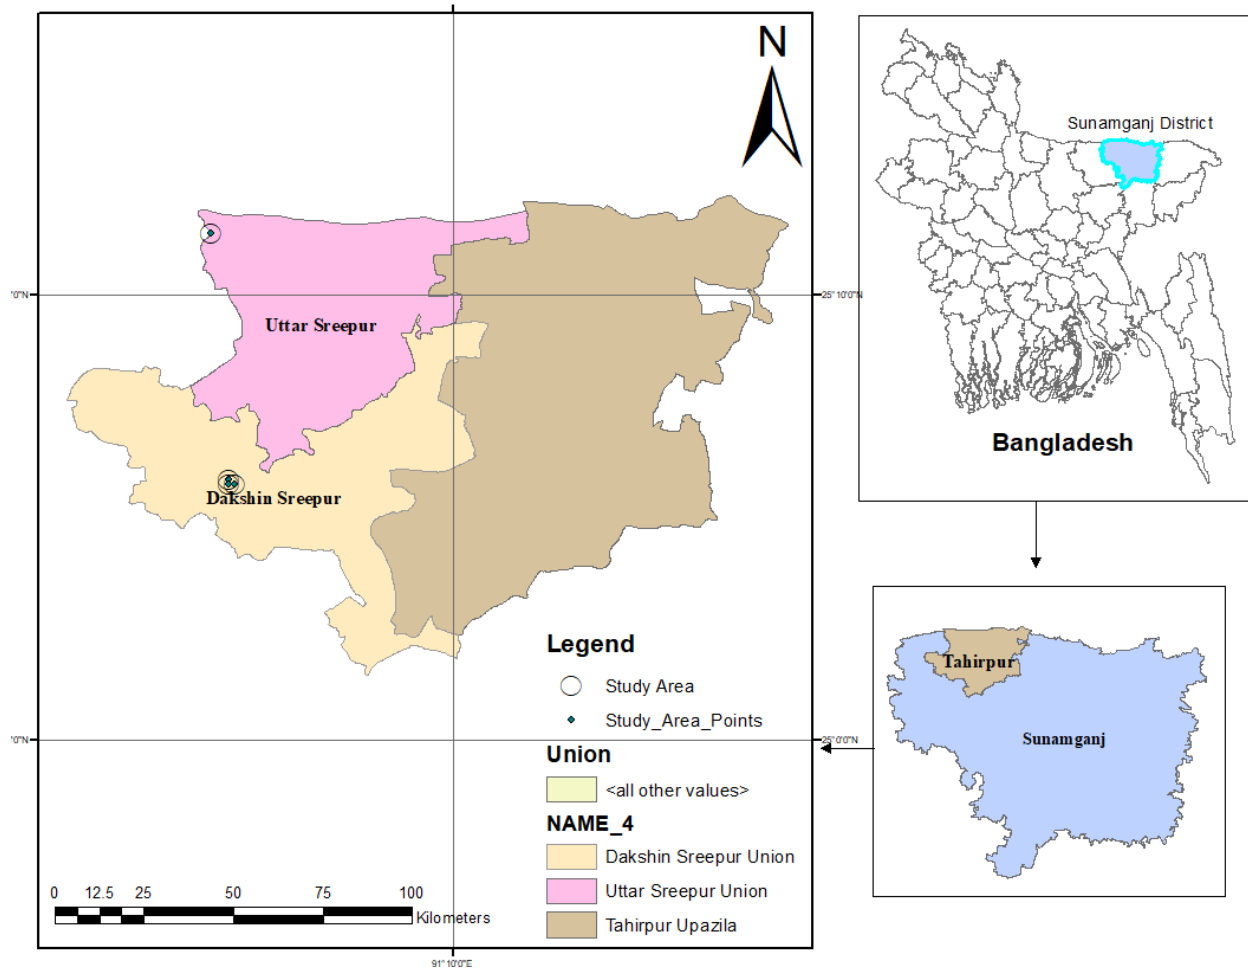 N
Sunamganj District
Uttar Sreepur
Dakshin Sreepur
'0"N
25°10'0"N
Bangladesh
Legend
Study Area
Study_Area_Points
Union
<all other values>
NAME_4
Dakshin Sreepur Union
Uttar Sreepur Union
Tahirpur Upazila
'0"N
25°0'0"N
0 12.5 25 50 75 100
Kilometers
91°10'0"E
Tahirpur
Sunamganj